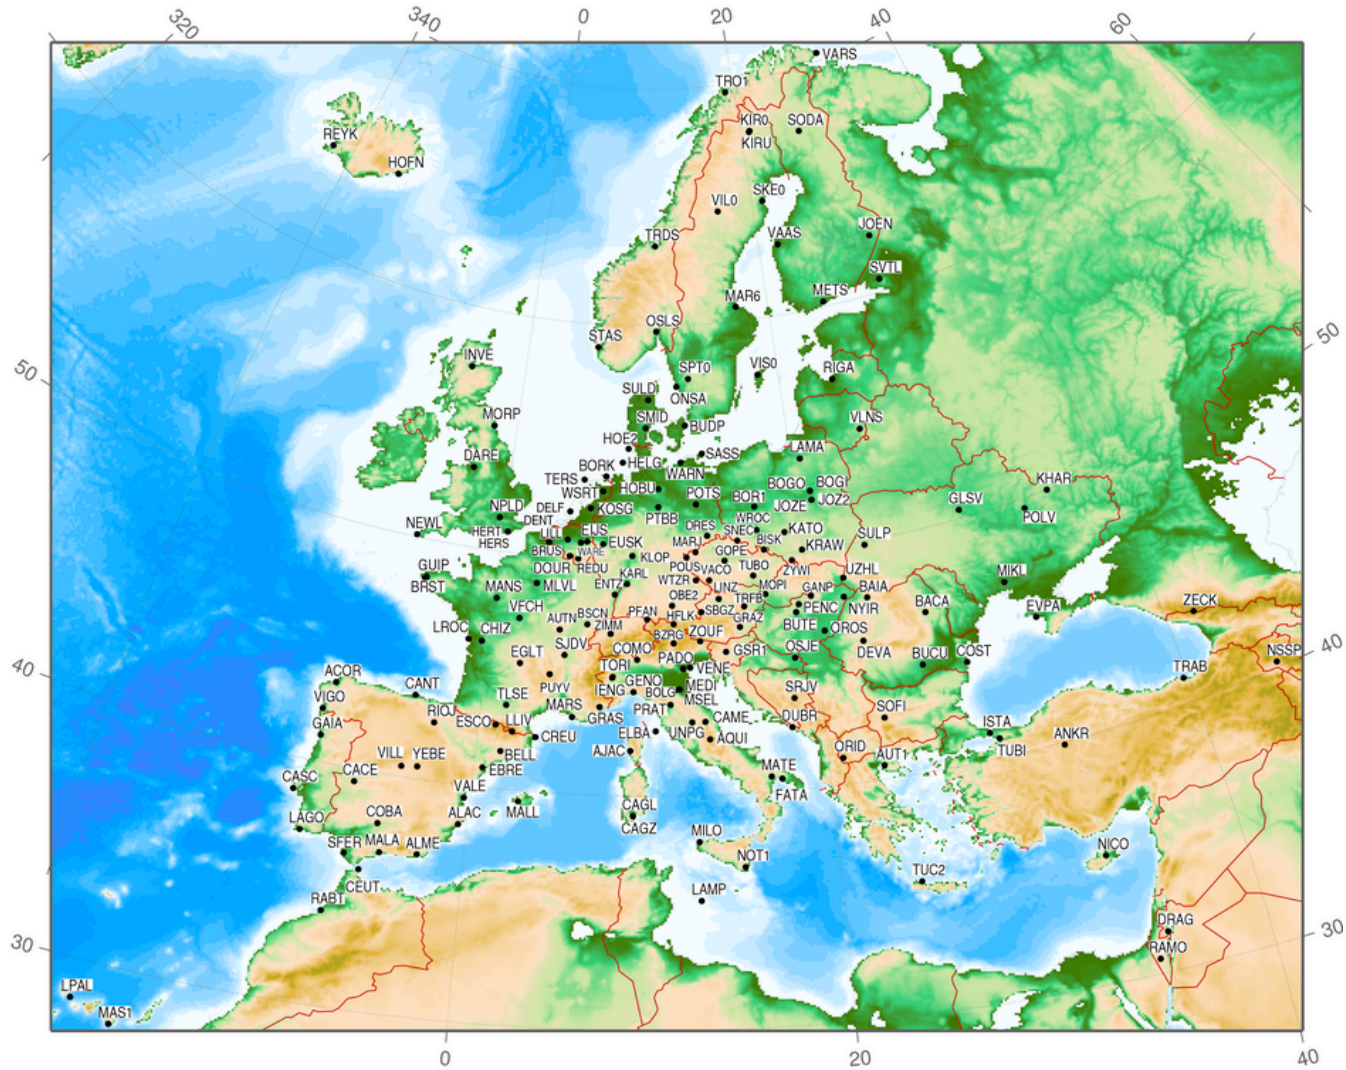 320
340
0
20
40
60
VARS
TRO1
KIR0
SODA
KIRU
REYK
HOFN
SKE0
VIL0
VAAS
JOEN
TRDS
SVTL
METS
MAR6
OSLS
STAS
50
50
INVE
SPT0
VIS0
RIGA
SULD
ONSA
MORP
SMID
BUDP
VLNS
HOE2
DARE
HELG
SASS
LAMA
BORK
WARN
TERS
WSRT
HOBU
POTS
BOGO
BOGI
KHAR
BOR1
JOZ2
GLSV
NPLD
DELF
KOSG
PTBB
JOZE
POLV
NEWL
DENT
WROC
HERT
LILL
EIJS
DRES
SNEC
KATO
SULP
HERS
BRUS
WARE
EUSK
MARJ
BISK
KRAW
GUIP
DOUR
REDU
KLOP
GOPE
POUS
VACO
TUBO
ZYWI
UZHL
MIKL
BRST
MANS
MLVL
KARL
WTZR
LINZ
MOPI
GANP
BAIA
ENTZ
OBE2
TRFB
PENC
NYIR
BACA
EVPA
ZECK
VFCH
BSCN
PFAN
HFLK
SBGZ
GRAZ
BUTE
LROC
CHIZ
AUTN
ZIMM
BZRG
ZOUF
OROS
EGLT
SJDV
COMO
PADO
GSR1
OSJE
DEVA
BUCU
COST
NSSP
40
40
ACOR
TORI
VENE
TRAB
VIGO
CANT
PUYV
GENO
MEDI
SRJV
TLSE
IENG
BOLG
MSEL
GAIA
RIOJ
MARS
PRAT
CAME
DUBR
SOFI
ISTA
ESCO
LLIV
GRAS
UNPG
CREU
ELBA
AQUI
ANKR
TUBI
VILL
YEBE
BELL
AJAC
ORID
AUT1
EBRE
MATE
CASC
CACE
VALE
FATA
LAGO
COBA
ALAC
MALL
CAGL
CAGZ
SFER
MALA
ALME
MILO
NICO
NOT1
CEUT
TUC2
RABT
LAMP
DRAG
30
30
RAMO
LPAL
MAS1
0
20
40